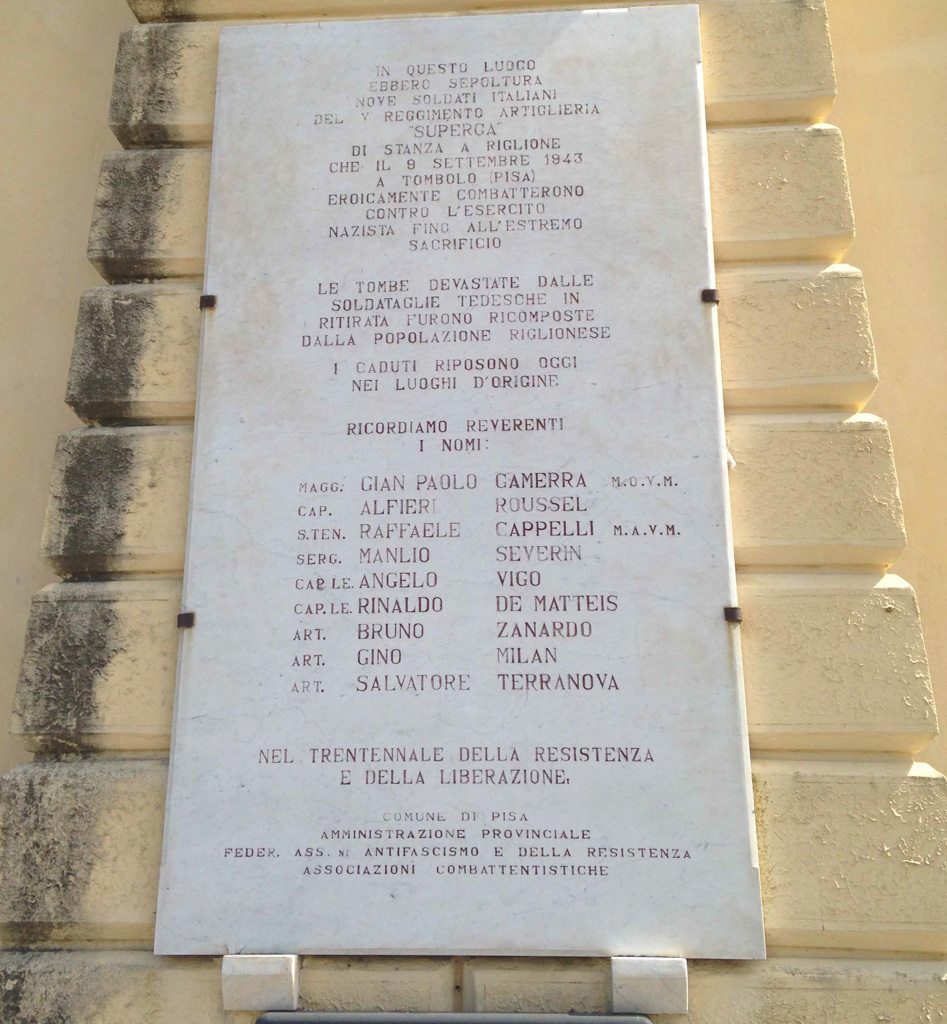 IN QUESTO LUOGO
EBBERO SEPOLTURA
NOVE SOLDATI ITALIANI
DEL V REGGIMENTO ARTIGLIERIA
"SUPERGA"
DI STANZA A RIGLIONE
CHE IL 9 SETTEMBRE 1943
A TOMBOLO (PISA)
EROICAMENTE COMBATTERONO
CONTRO L'ESERCITO
NAZISTA FINO ALL'ESTREMO
SACRIFICIO
LE TOMBE DEVASTATE DALLE
SOLDATAGLIE TEDESCHE IN
RITIRATA FURONO RICOMPOSTE
DALLA POPOLAZIONE RIGLIONESE
I CADUTI RIPOSONO OGGI
NEI LUOGHI D'ORIGINE
RICORDIAMO REVERENTI
I NOMI:
MAGG. GIAN PAOLO GAMERRA M.O.V.M.
CAP. ALFIERI ROUSSEL
S.TEN. RAFFAELE CAPPELLI M.A.V.M.
SERG. MANLIO SEVERIN
CAP.LE. ANGELO VIGO
CAP.LE. RINALDO DE MATTEIS
ART. BRUNO ZANARDO
ART. GINO MILAN
ART. SALVATORE TERRANOVA
NEL TRENTENNALE DELLA RESISTENZA
E DELLA LIBERAZIONE.
COMUNE DI PISA
AMMINISTRAZIONE PROVINCIALE
FEDER. ASS. NI ANTIFASCISMO E DELLA RESISTENZA
ASSOCIAZIONI COMBATTENTISTICHE